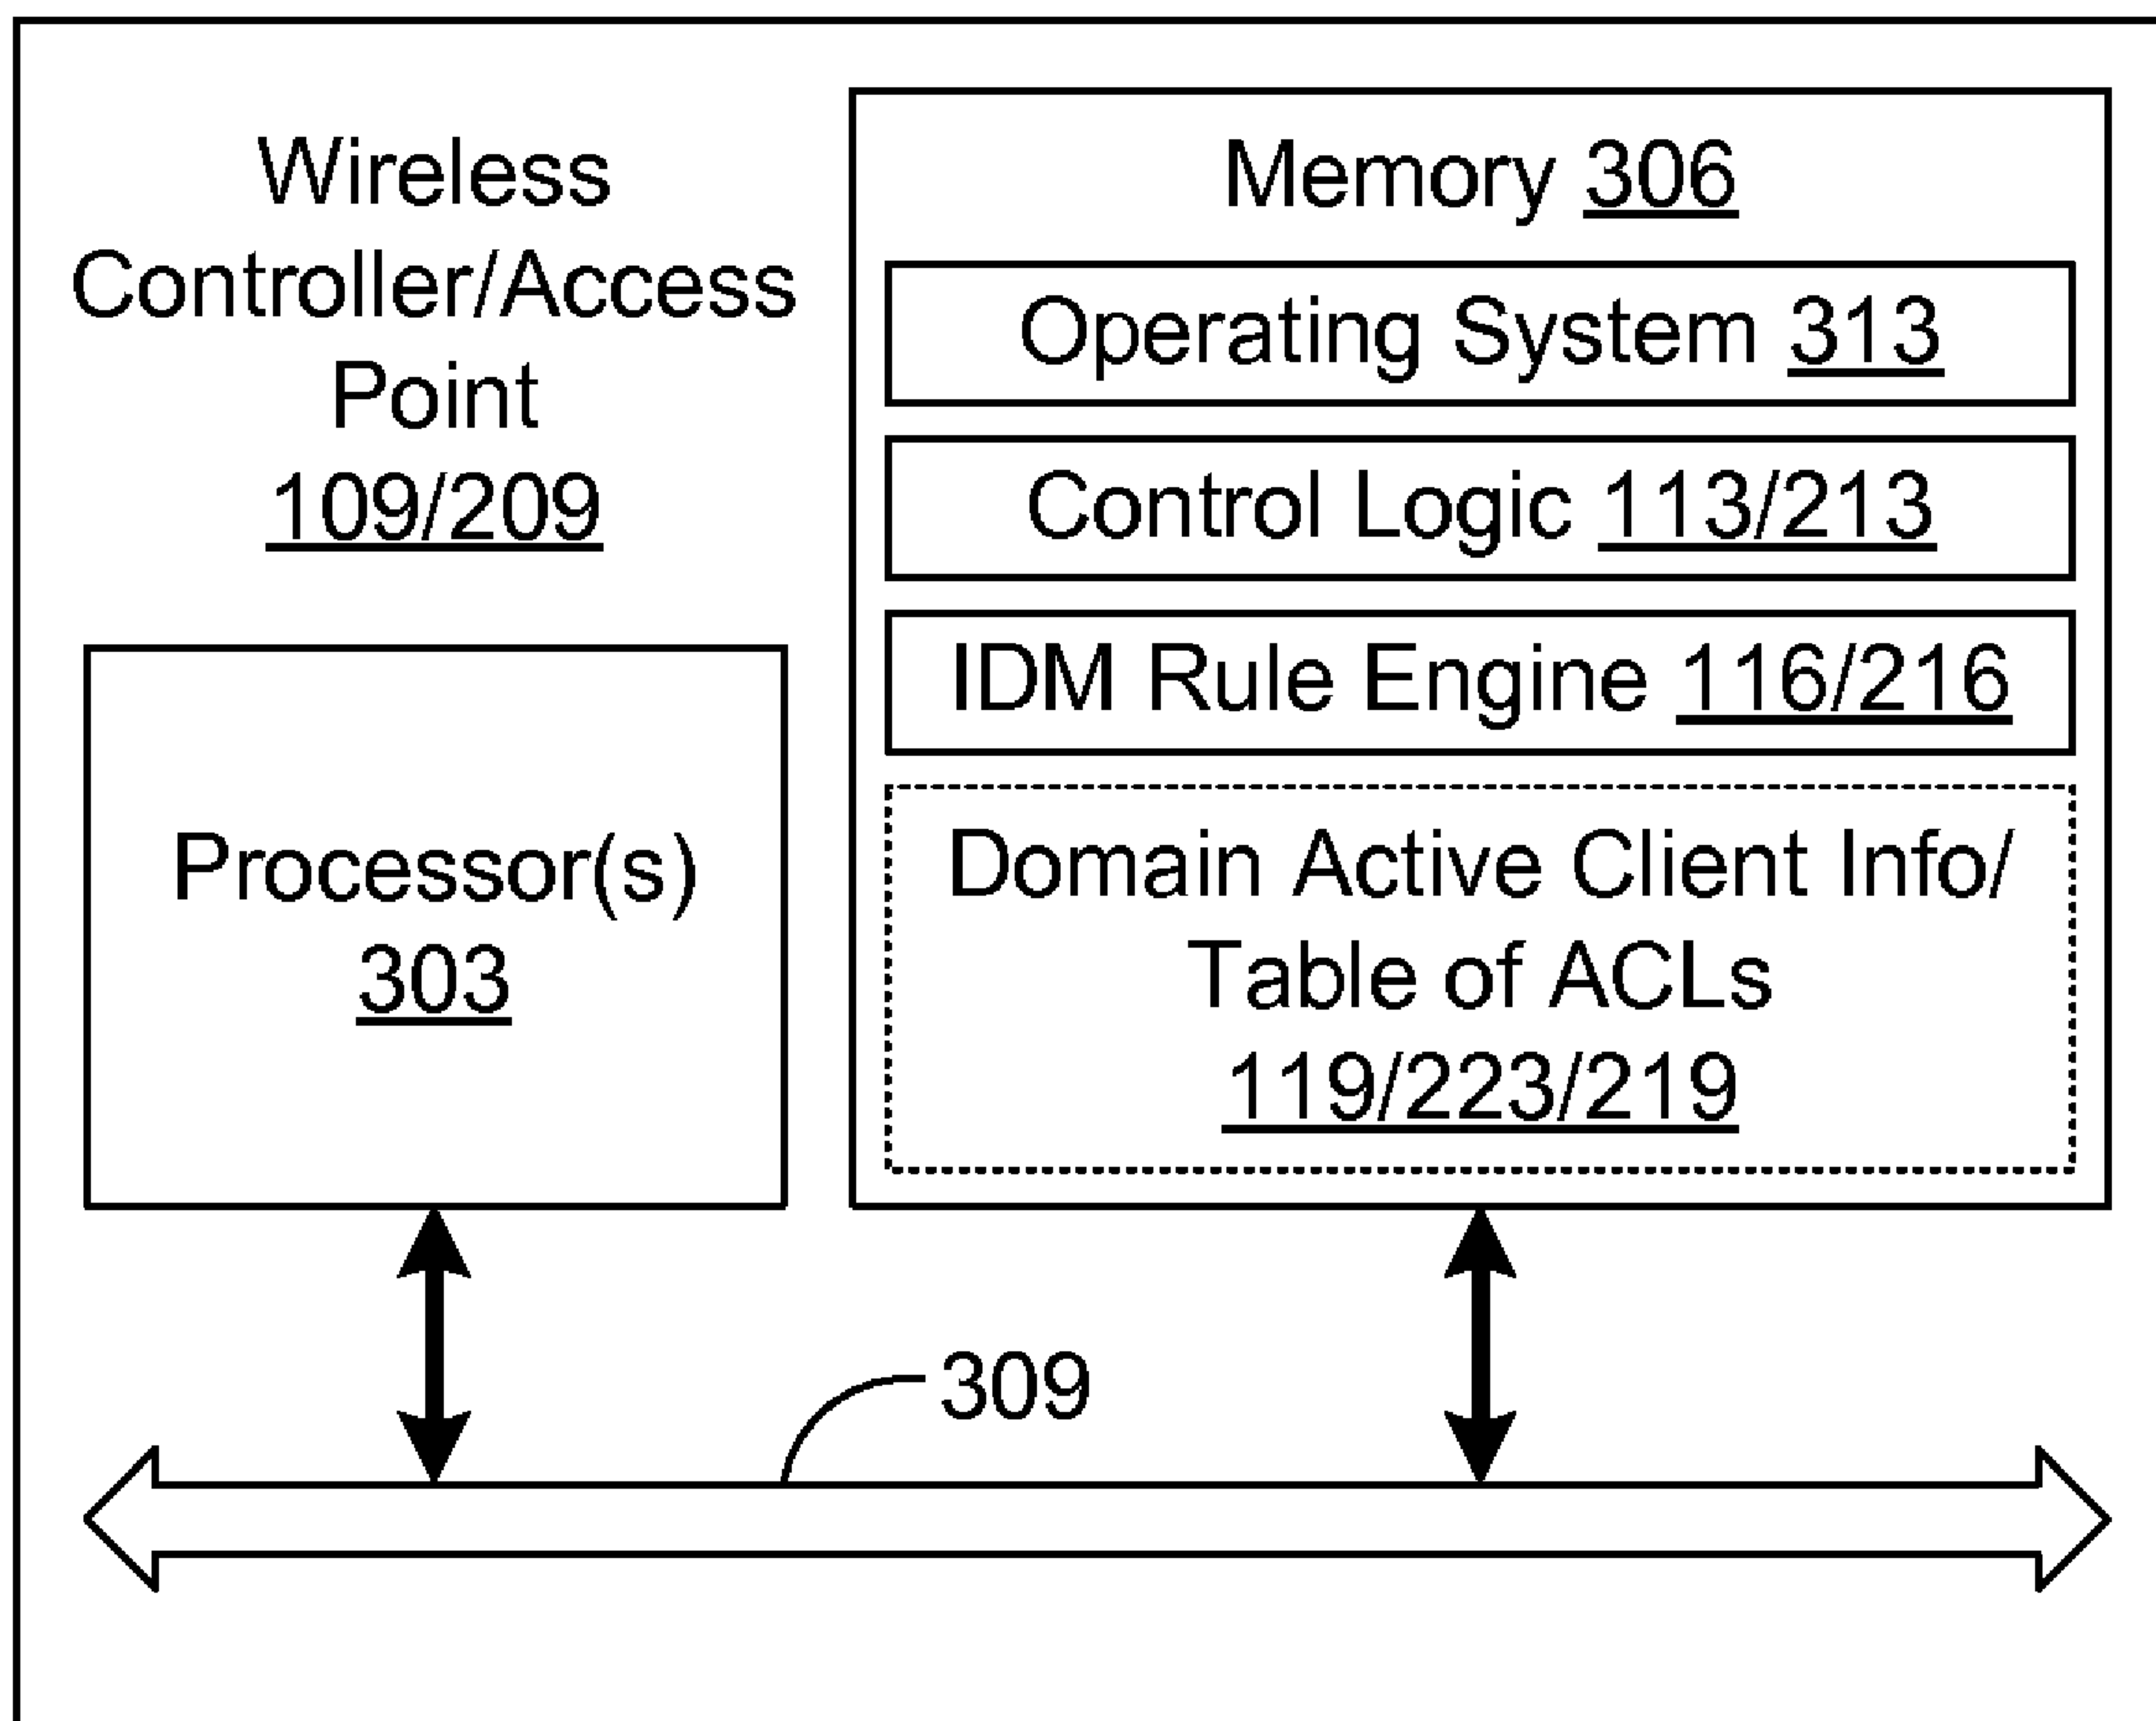 Wireless
Controller/Access
Point
109/209
Memory 306
Operating System 313
Control Logic 113/213
IDM Rule Engine 116/216
Domain Active Client Info/
Table of ACLs
119/223/219
Processor(s)
303
309